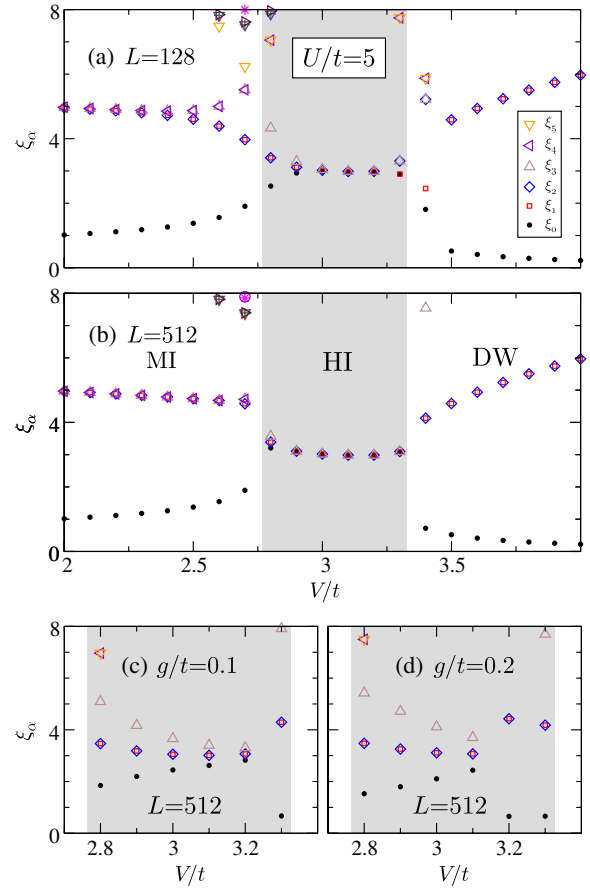 8
(a) L=128
U/t=5
ξα
4
ξ5
ξ4
ξ3
ξ2
ξ1
ξ0
0
8
(b) L=512
MI
HI
DW
ξα
4
0
2
2.5
3
3.5
V/t
8
(c) g/t=0.1
(d) g/t=0.2
ξα
4
L=512
L=512
0
2.8
3
3.2
2.8
3
3.2
V/t
V/t